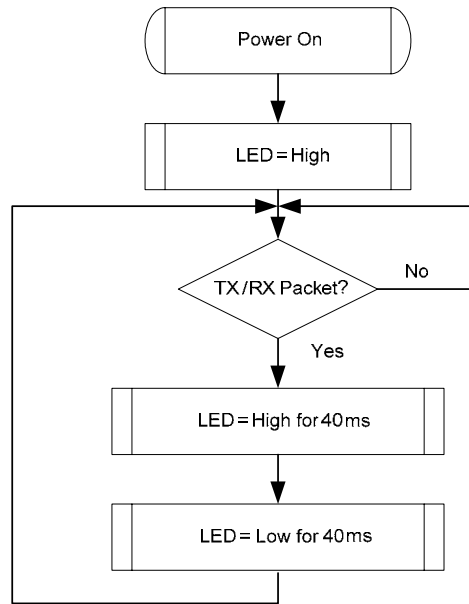 Power On
LED = High
TX/RX Packet?
No
Yes
LED = High for 40ms
LED = Low for 40ms